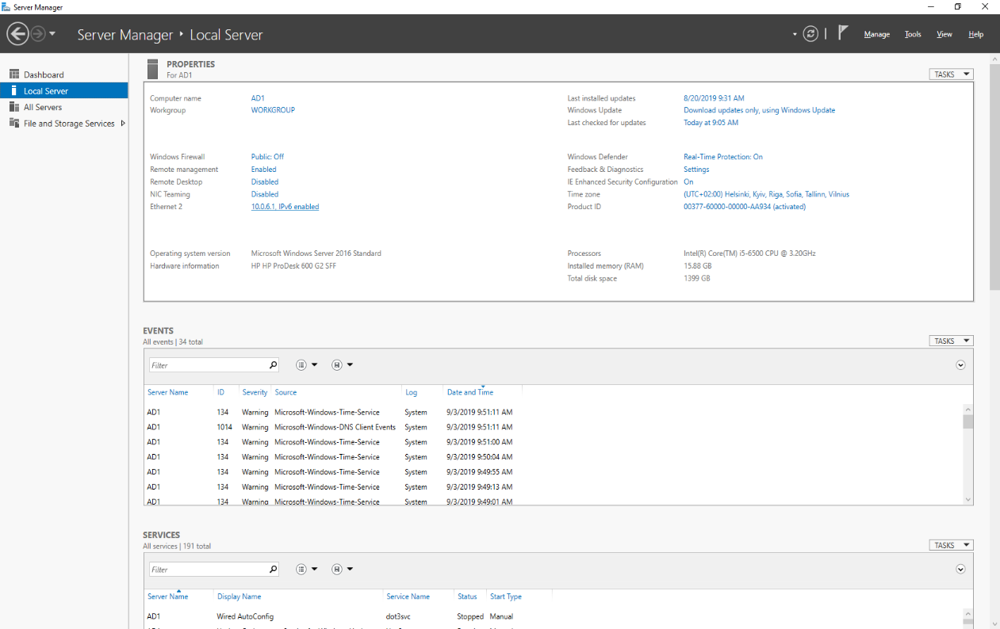 Server Manager
Server Manager ‣ Local Server
Manage Tools View Help
Dashboard
Local Server
All Servers
File and Storage Services
PROPERTIES
For AD1
TASKS
Computer name AD1
Workgroup WORKGROUP
Last installed updates 8/20/2019 9:31 AM
Windows Update Download updates only, using Windows Update
Last checked for updates Today at 9:05 AM
Windows Firewall Public: Off
Remote management Enabled
Remote Desktop Disabled
NIC Teaming Disabled
Ethernet 2 10.0.6.1, IPv6 enabled
Windows Defender Real-Time Protection: On
Feedback & Diagnostics Settings
IE Enhanced Security Configuration On
Time zone (UTC+02:00) Helsinki, Kyiv, Riga, Sofia, Tallinn, Vilnius
Product ID 00377-60000-00000-AA934 (activated)
Operating system version Microsoft Windows Server 2016 Standard
Hardware information HP HP ProDesk 600 G2 SFF
Processors Intel(R) Core(TM) i5-6500 CPU @ 3.20GHz
Installed memory (RAM) 15.88 GB
Total disk space 1399 GB
EVENTS
All events | 34 total
TASKS
Filter
Server Name ID Severity Source Log Date and Time
AD1 134 Warning Microsoft-Windows-Time-Service System 9/3/2019 9:51:11 AM
AD1 1014 Warning Microsoft-Windows-DNS Client Events System 9/3/2019 9:51:11 AM
AD1 134 Warning Microsoft-Windows-Time-Service System 9/3/2019 9:51:00 AM
AD1 134 Warning Microsoft-Windows-Time-Service System 9/3/2019 9:50:04 AM
AD1 134 Warning Microsoft-Windows-Time-Service System 9/3/2019 9:49:55 AM
AD1 134 Warning Microsoft-Windows-Time-Service System 9/3/2019 9:49:13 AM
AD1 134 Warning Microsoft-Windows-Time-Service System 9/3/2019 9:49:01 AM
SERVICES
All services | 191 total
TASKS
Filter
Server Name Display Name Service Name Status Start Type
AD1 Wired AutoConfig dot3svc Stopped Manual